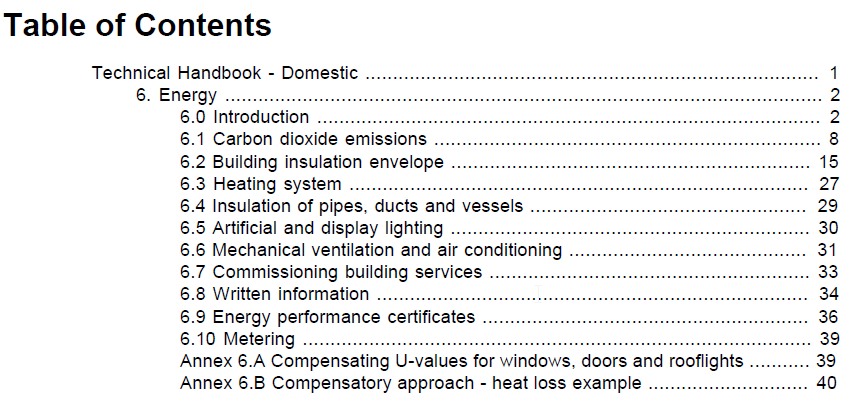 Table of Contents
Technical Handbook - Domestic ........................................................................................ 1
6. Energy .................................................................................................................... 2
6.0 Introduction .................................................................................................. 2
6.1 Carbon dioxide emissions ........................................................................... 8
6.2 Building insulation envelope ..................................................................... 15
6.3 Heating system ......................................................................................... 27
6.4 Insulation of pipes, ducts and vessels ..................................................... 29
6.5 Artificial and display lighting ..................................................................... 30
6.6 Mechanical ventilation and air conditioning .............................................. 31
6.7 Commissioning building services .............................................................. 33
6.8 Written information .................................................................................... 34
6.9 Energy performance certificates ............................................................... 36
6.10 Metering .................................................................................................. 39
Annex 6.A Compensating U-values for windows, doors and rooflights ........... 39
Annex 6.B Compensatory approach - heat loss example ............................... 40